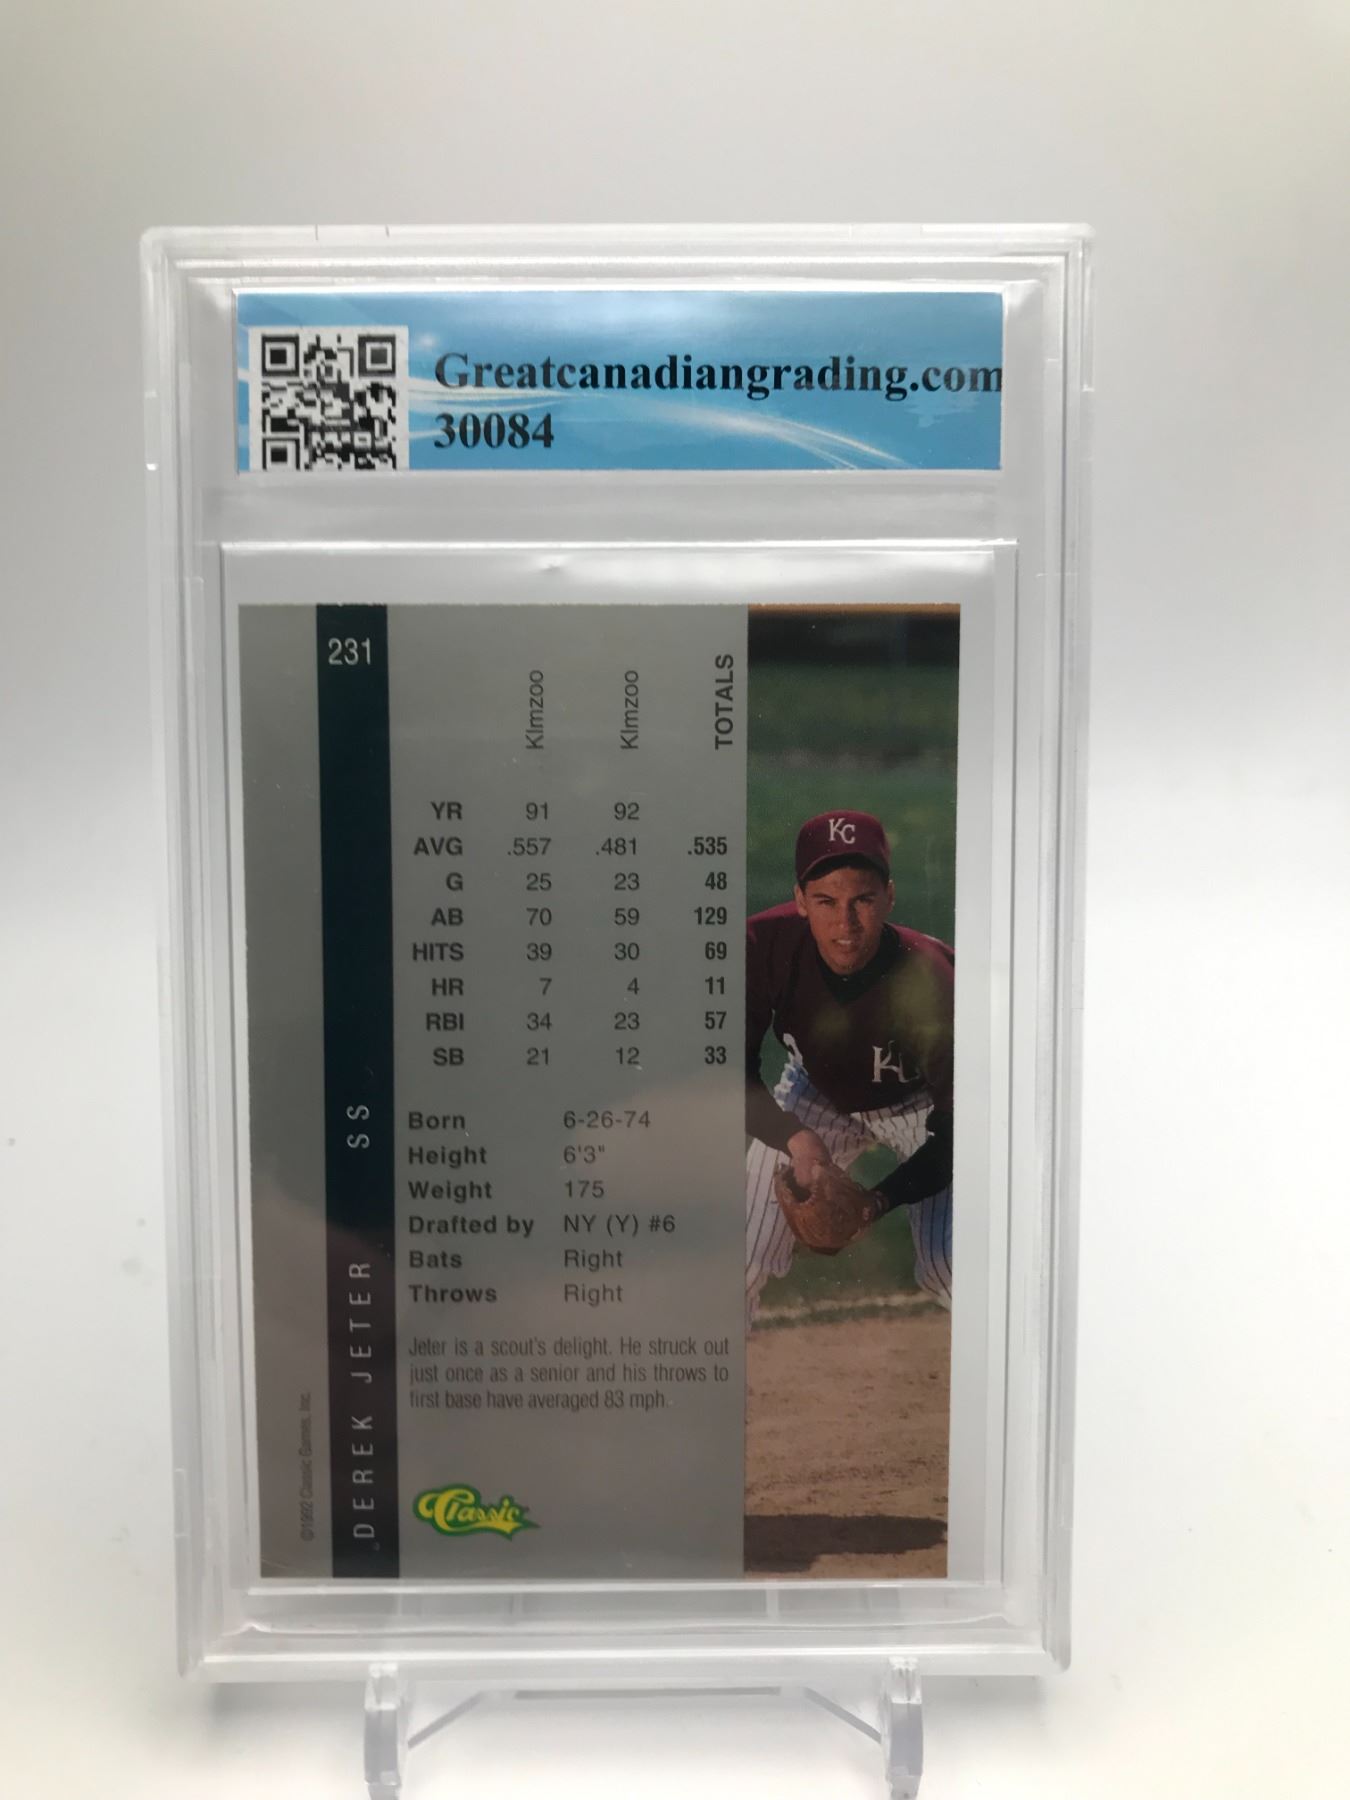 Greatcanadiangrading.com
30084
231
Klmzoo Klmzoo TOTALS
YR 91 92
AVG .557 .481 .535
G 25 23 48
AB 70 59 129
HITS 39 30 69
HR 7 4 11
RBI 34 23 57
SB 21 12 33
Born 6-26-74
Height 6'3"
Weight 175
Drafted by NY (Y) #6
Bats Right
Throws Right
Jeter is a scout's delight. He struck out
just once as a senior and his throws to
first base have averaged 83 mph.
DEREK JETER SS
©1992 Classic Games, Inc.
Classic
KC